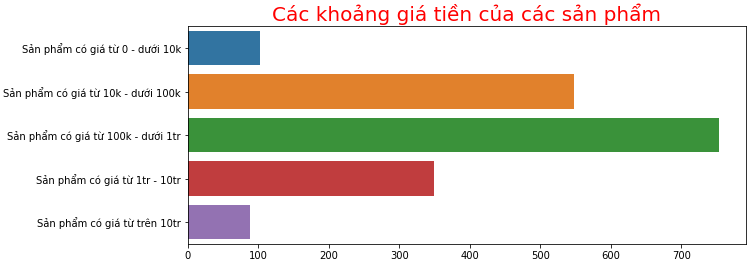 Các khoảng giá tiền của các sản phẩm
Sản phẩm có giá từ 0 - dưới 10k
Sản phẩm có giá từ 10k - dưới 100k
Sản phẩm có giá từ 100k - dưới 1tr
Sản phẩm có giá từ 1tr - 10tr
Sản phẩm có giá từ trên 10tr
0 100 200 300 400 500 600 700